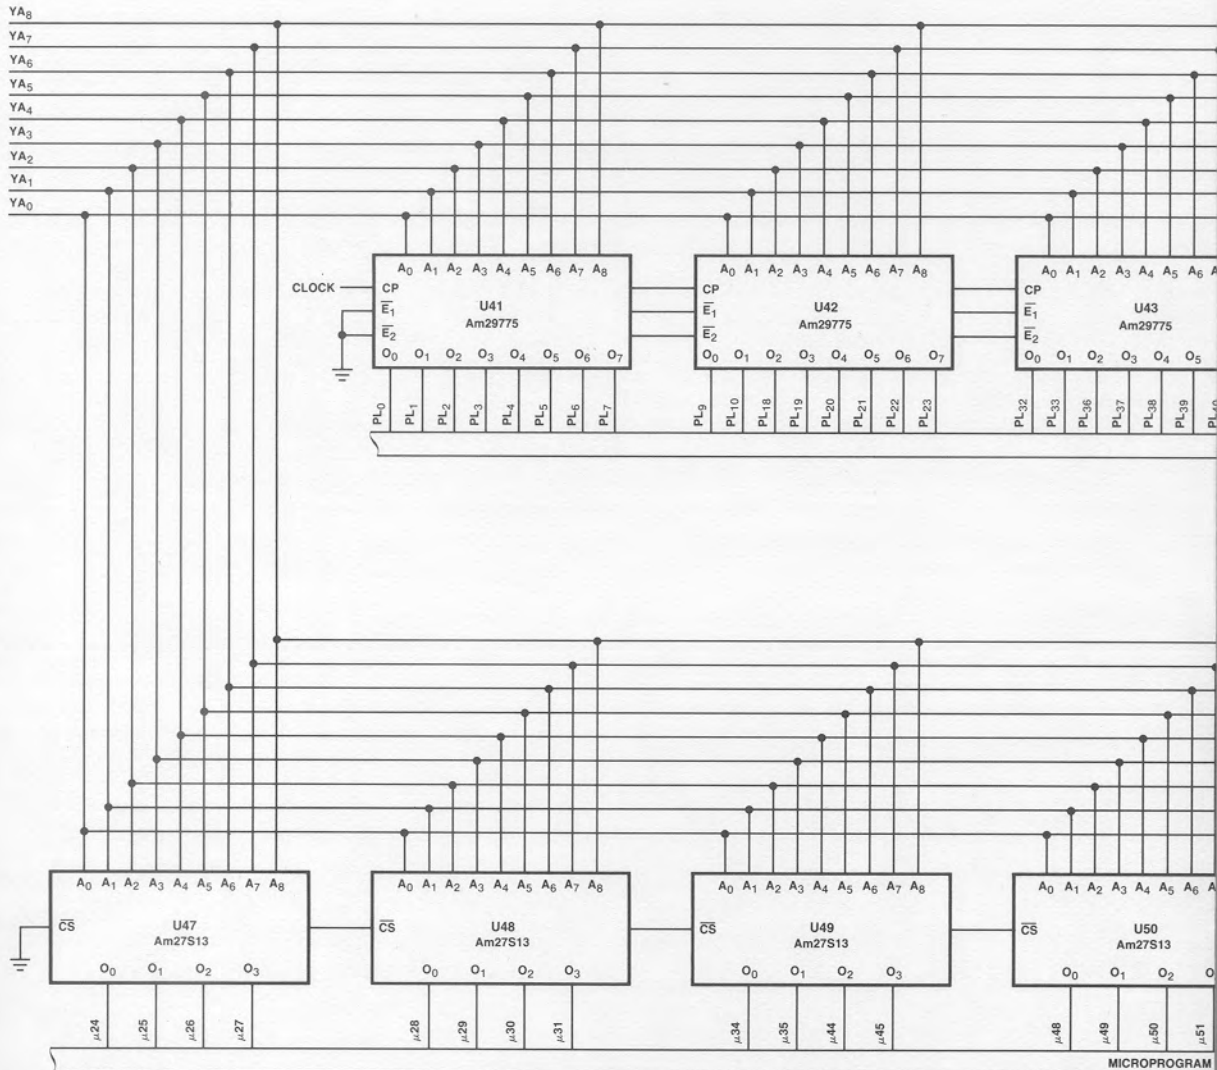 YA8
YA7
YA6
YA5
YA4
YA3
YA2
YA1
YA0
A0 A1 A2 A3 A4 A5 A6 A7 A8
CLOCK
CP
E1
E2
U41
Am29775
O0 O1 O2 O3 O4 O5 O6 O7
PL0 PL1 PL2 PL3 PL4 PL5 PL6 PL7
A0 A1 A2 A3 A4 A5 A6 A7 A8
CP
E1
E2
U42
Am29775
O0 O1 O2 O3 O4 O5 O6 O7
PL9 PL10 PL18 PL19 PL20 PL21 PL22 PL23
A0 A1 A2 A3 A4 A5 A6
CP
E1
E2
U43
Am29775
O0 O1 O2 O3 O4 O5
PL32 PL33 PL36 PL37 PL38 PL39
A0 A1 A2 A3 A4 A5 A6 A7 A8
CS
U47
Am27S13
O0 O1 O2 O3
μ24 μ25 μ26 μ27
A0 A1 A2 A3 A4 A5 A6 A7 A8
CS
U48
Am27S13
O0 O1 O2 O3
μ28 μ29 μ30 μ31
A0 A1 A2 A3 A4 A5 A6 A7 A8
CS
U49
Am27S13
O0 O1 O2 O3
μ34 μ35 μ44 μ45
A0 A1 A2 A3 A4 A5 A6
CS
U50
Am27S13
O0 O1 O2
μ48 μ49 μ50 μ51
MICROPROGRAM